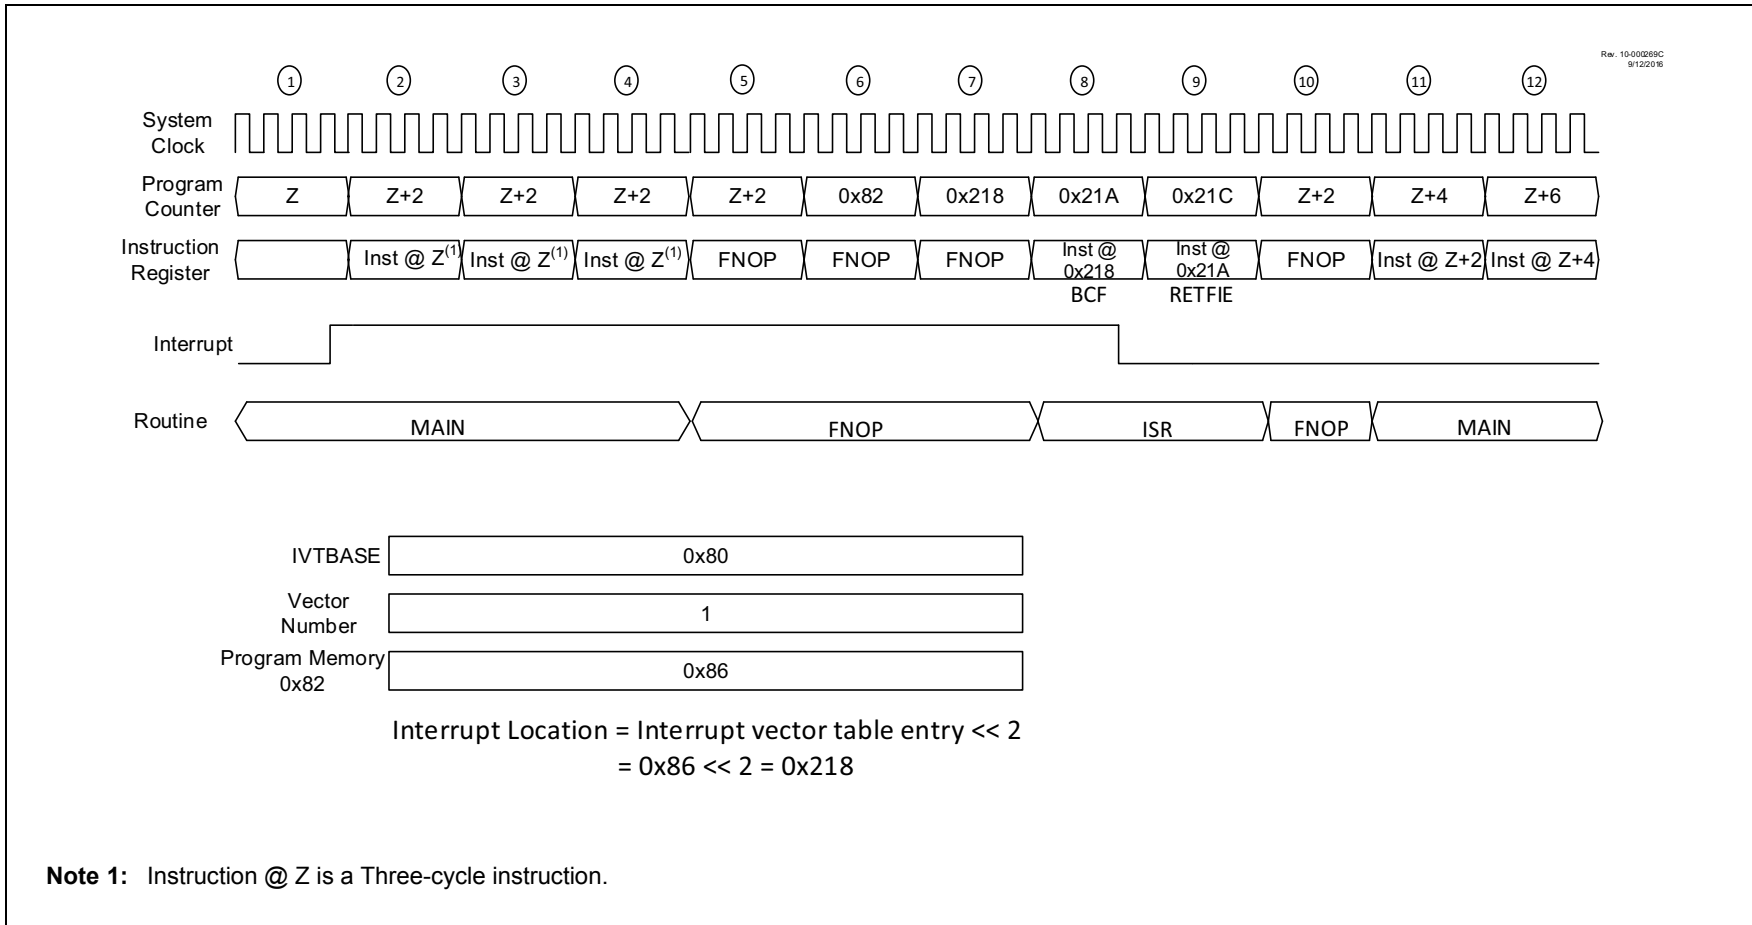 Rev. 10-000269C
9/12/2016
1 2 3 4 5 6 7 8 9 10 11 12
System
Clock
Program
Counter
Z Z+2 Z+2 Z+2 Z+2 0x82 0x218 0x21A 0x21C Z+2 Z+4 Z+6
Instruction
Register
Inst @ Z(1) Inst @ Z(1) Inst @ Z(1) FNOP FNOP FNOP
Inst @
0x218
BCF
Inst @
0x21A
RETFIE
FNOP Inst @ Z+2 Inst @ Z+4
Interrupt
Routine MAIN FNOP ISR FNOP MAIN
IVTBASE 0x80
Vector
Number
1
Program Memory
0x82
0x86
Interrupt Location = Interrupt vector table entry << 2
= 0x86 << 2 = 0x218
Note 1: Instruction @ Z is a Three-cycle instruction.